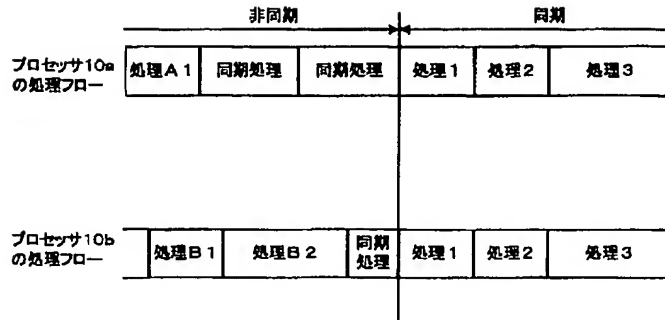 非同期 同期
プロセッサ10a
の処理フロー
処理A1 同期処理 同期処理 処理1 処理2 処理3
プロセッサ10b
の処理フロー
処理B1 処理B2 同期
処理 処理1 処理2 処理3